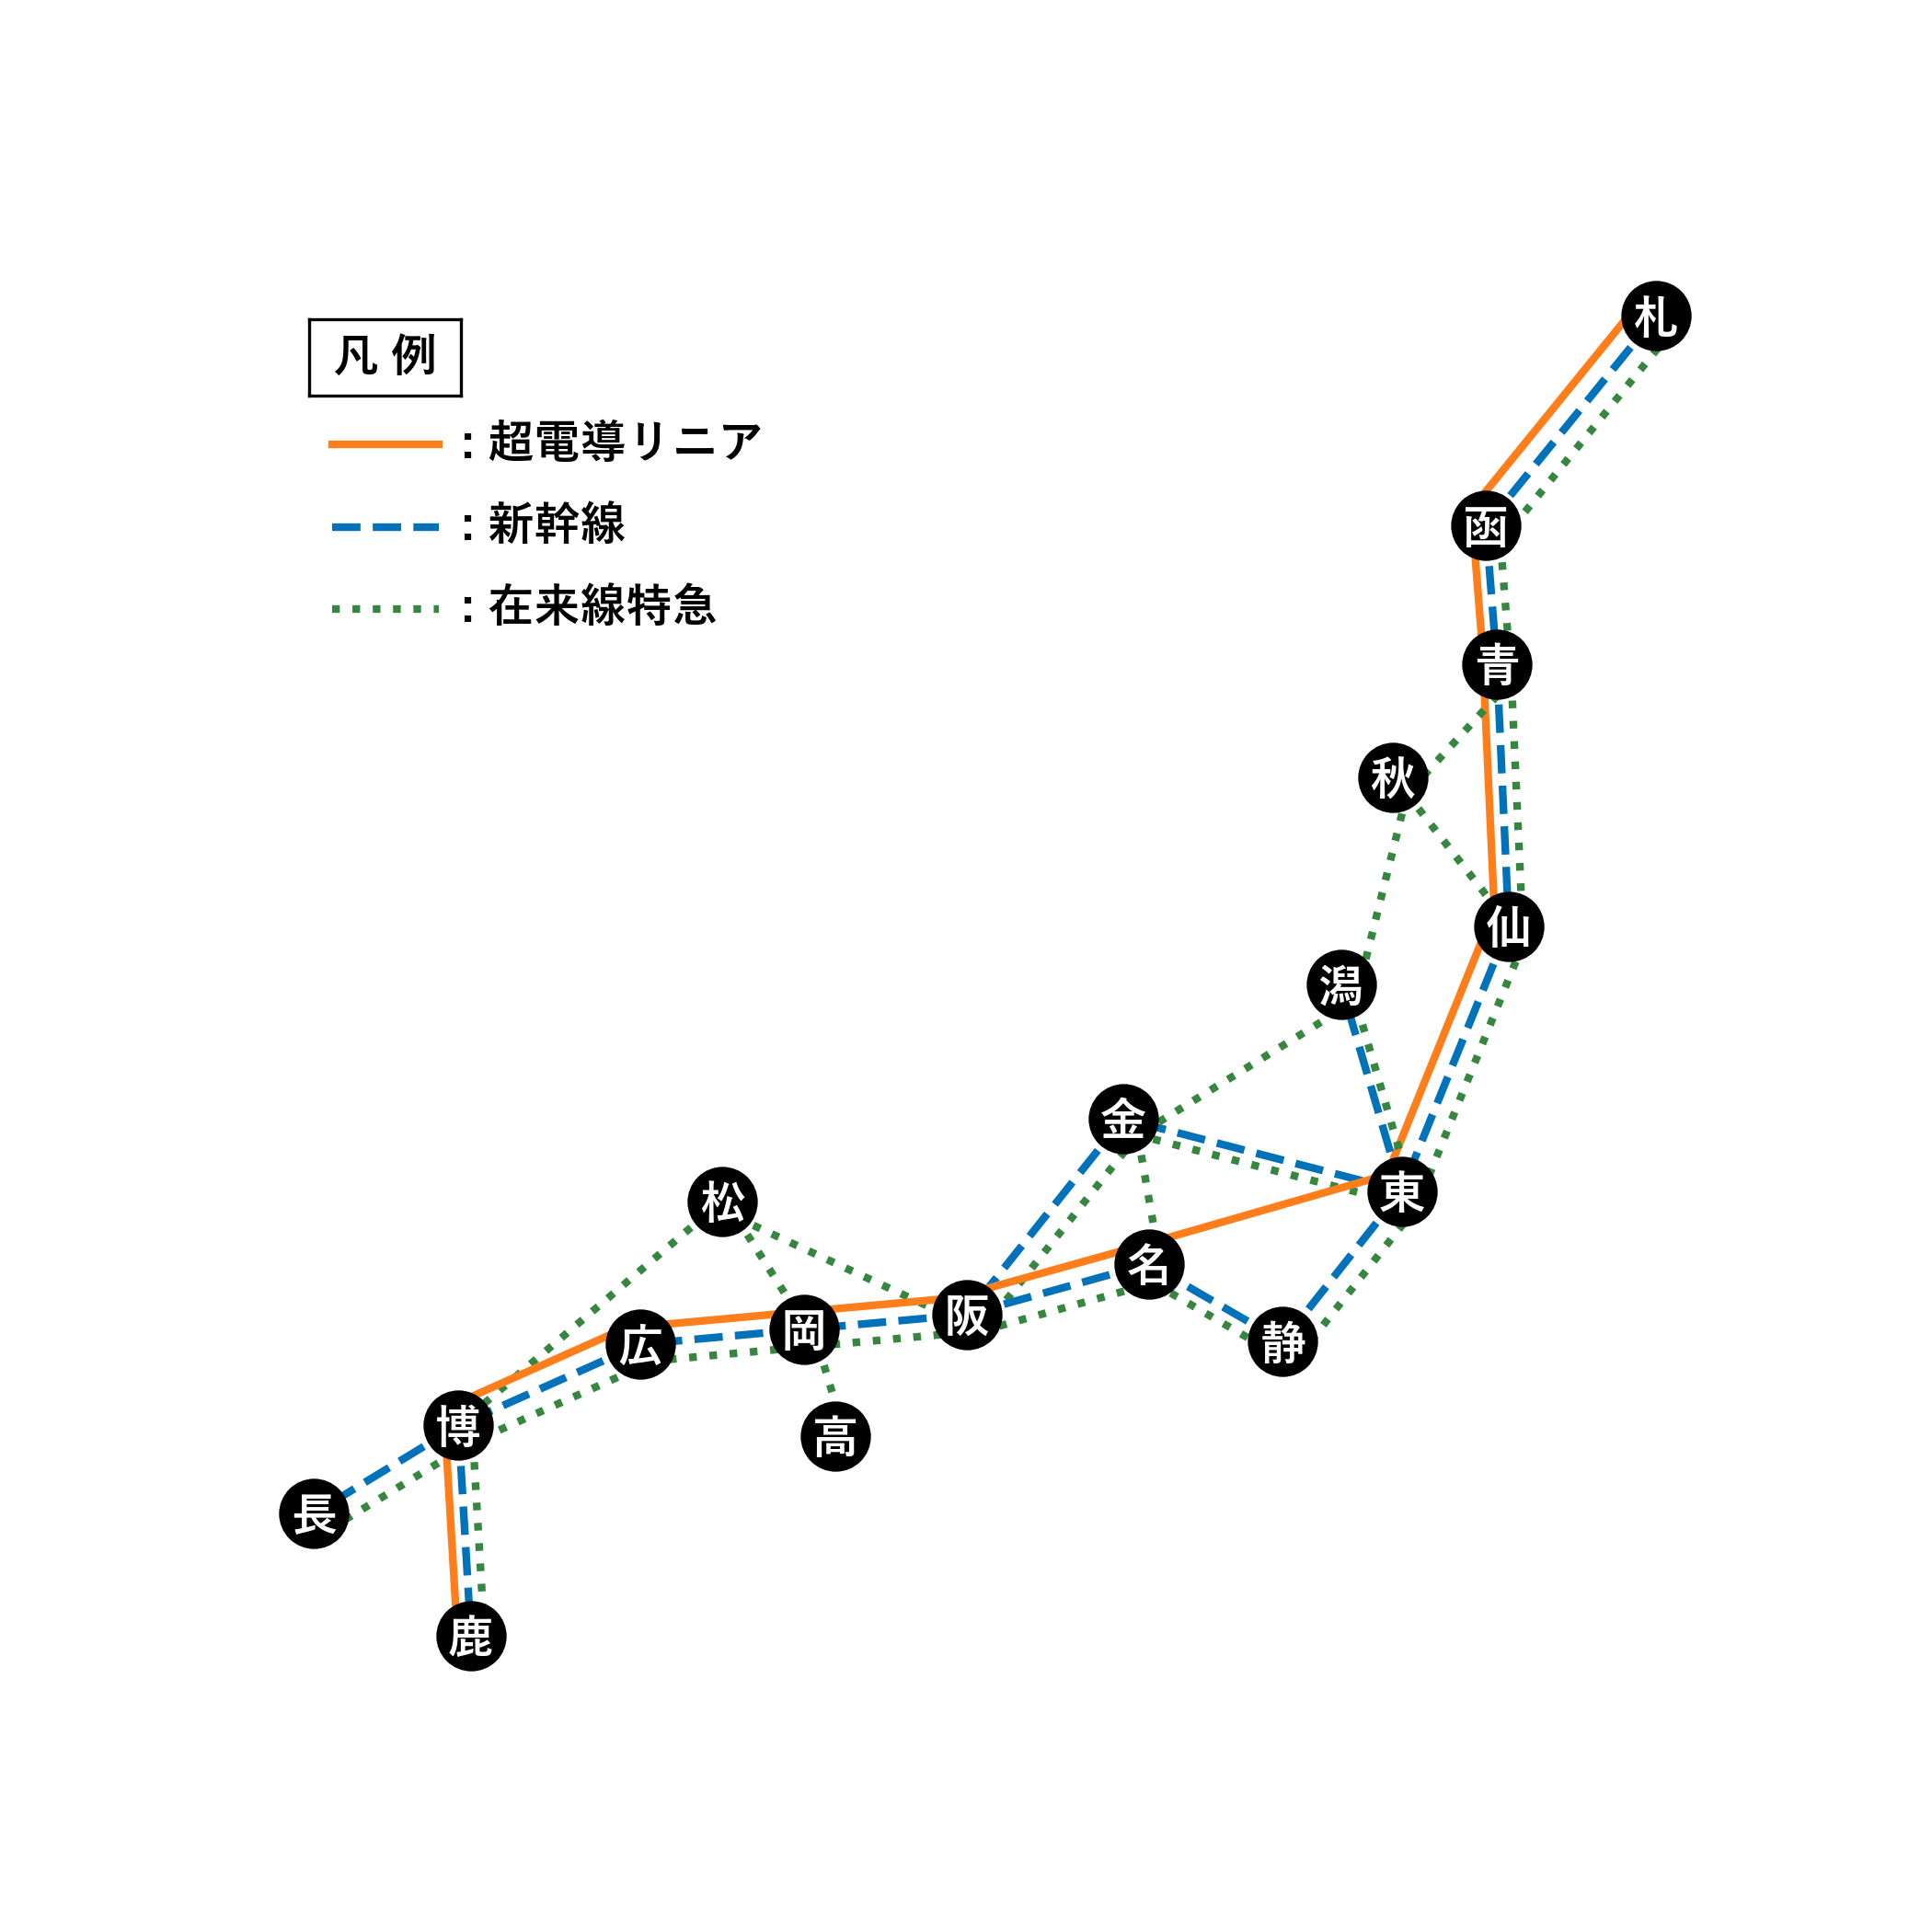 凡例
：超電導リニア
：新幹線
：在来線特急
札
函
青
秋
仙
潟
金
東
松
名
阪
岡
静
広
博
高
長
鹿